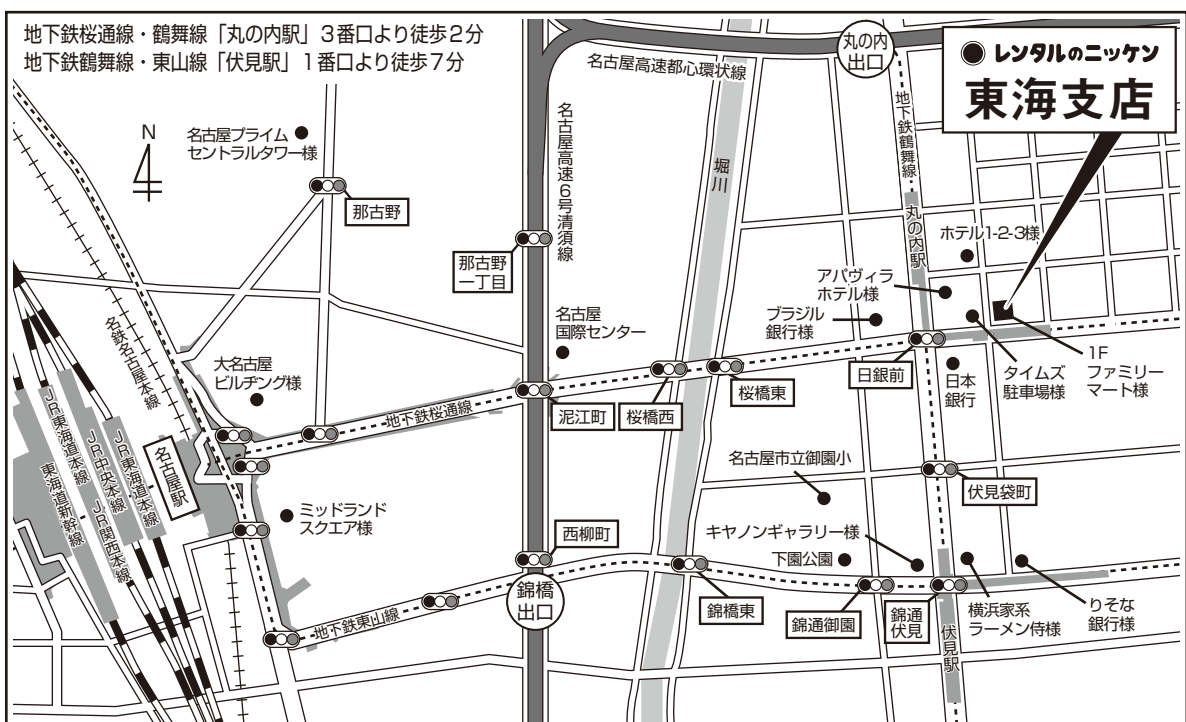 地下鉄桜通線・鶴舞線「丸の内駅」3番口より徒歩2分
地下鉄鶴舞線・東山線「伏見駅」1番口より徒歩7分
丸の内
出口
レンタルのニッケン
東海支店
名古屋高速都心環状線
地下鉄鶴舞線
N
名古屋プライム
セントラルタワー様
名古屋高速6号清須線
堀川
那古野
丸の内駅
ホテル1-2-3様
那古野
一丁目
アパヴィラ
ホテル様
名古屋
国際センター
ブラジル
銀行様
名鉄名古屋本線
大名古屋
ビルヂング様
日銀前
日本
銀行
タイムズ
駐車場様
1F
ファミリー
マート様
地下鉄桜通線
泥江町
桜橋西
桜橋東
JR東海道本線
JR中央本線
JR東海道本線
東海道新幹線
JR関西本線
名古屋駅
名古屋市立御園小
伏見袋町
ミッドランド
スクエア様
西柳町
キヤノンギャラリー様
下園公園
錦橋
出口
地下鉄東山線
錦橋東
錦通御園
錦通
伏見
横浜家系
ラーメン侍様
りそな
銀行様
伏見駅